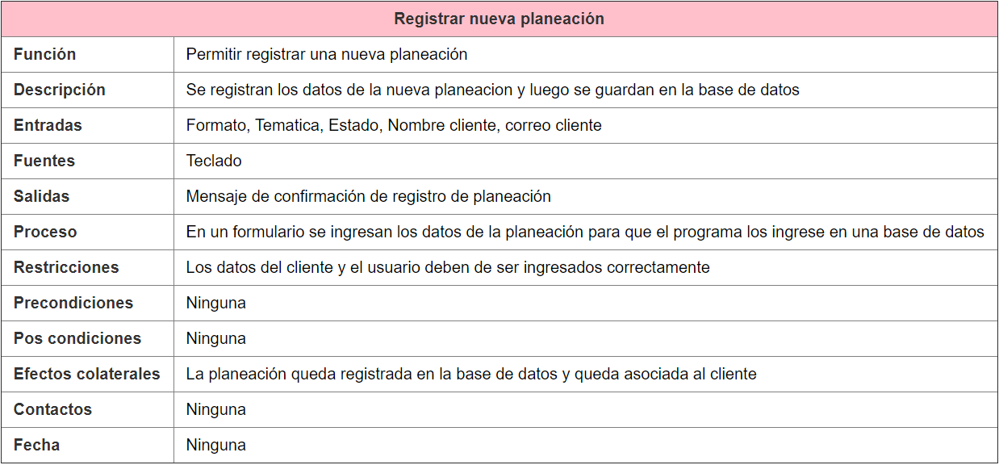 Registrar nueva planeación
Función Permitir registrar una nueva planeación
Descripción Se registran los datos de la nueva planeacion y luego se guardan en la base de datos
Entradas Formato, Tematica, Estado, Nombre cliente, correo cliente
Fuentes Teclado
Salidas Mensaje de confirmación de registro de planeación
Proceso En un formulario se ingresan los datos de la planeación para que el programa los ingrese en una base de datos
Restricciones Los datos del cliente y el usuario deben de ser ingresados correctamente
Precondiciones Ninguna
Pos condiciones Ninguna
Efectos colaterales La planeación queda registrada en la base de datos y queda asociada al cliente
Contactos Ninguna
Fecha Ninguna